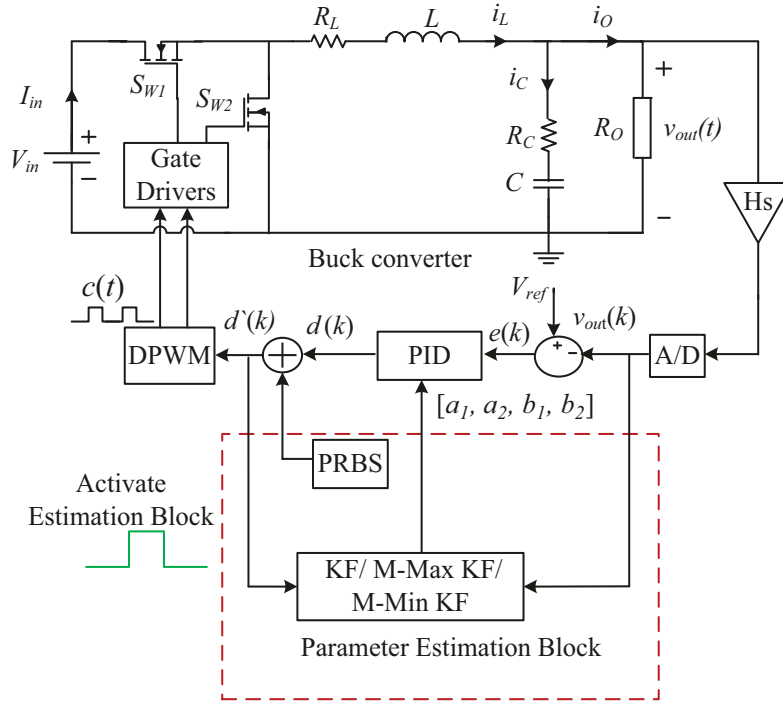 R_L
L
i_L
i_O
S_W1
S_W2
i_C
+
I_in
+
V_in
−
Gate
Drivers
R_C
C
R_O
v_out(t)
−
Hs
Buck converter
c(t)
V_ref
d`(k)
d(k)
e(k)
v_out(k)
DPWM
+
PID
+
-
A/D
[a_1, a_2, b_1, b_2]
PRBS
Activate
Estimation Block
KF/ M-Max KF/
M-Min KF
Parameter Estimation Block